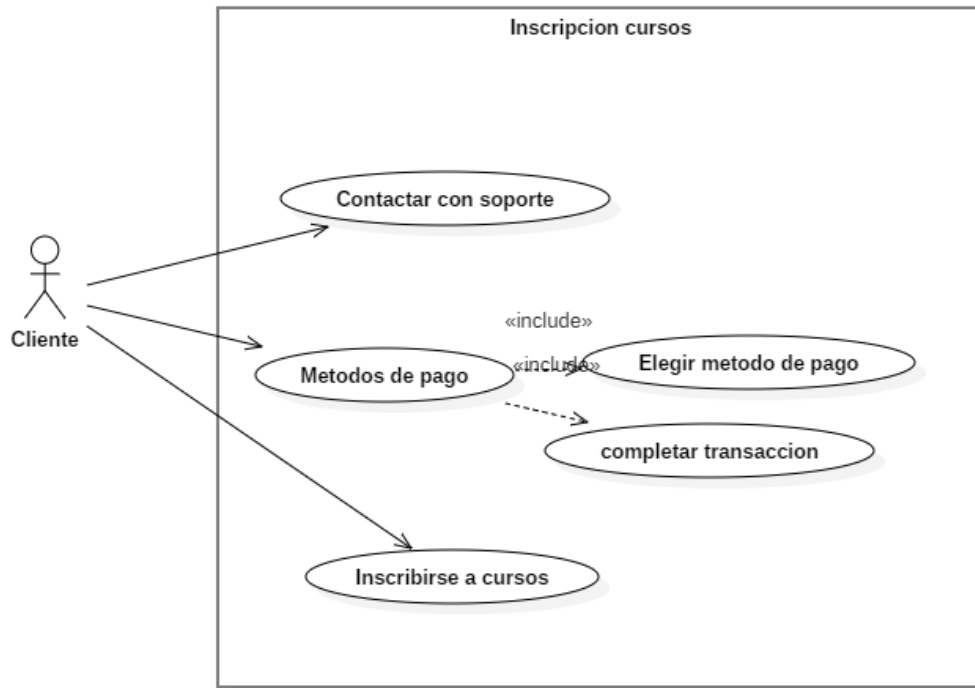 Inscripcion cursos
Contactar con soporte
Cliente
«include»
«include»
Elegir metodo de pago
Metodos de pago
completar transaccion
Inscribirse a cursos